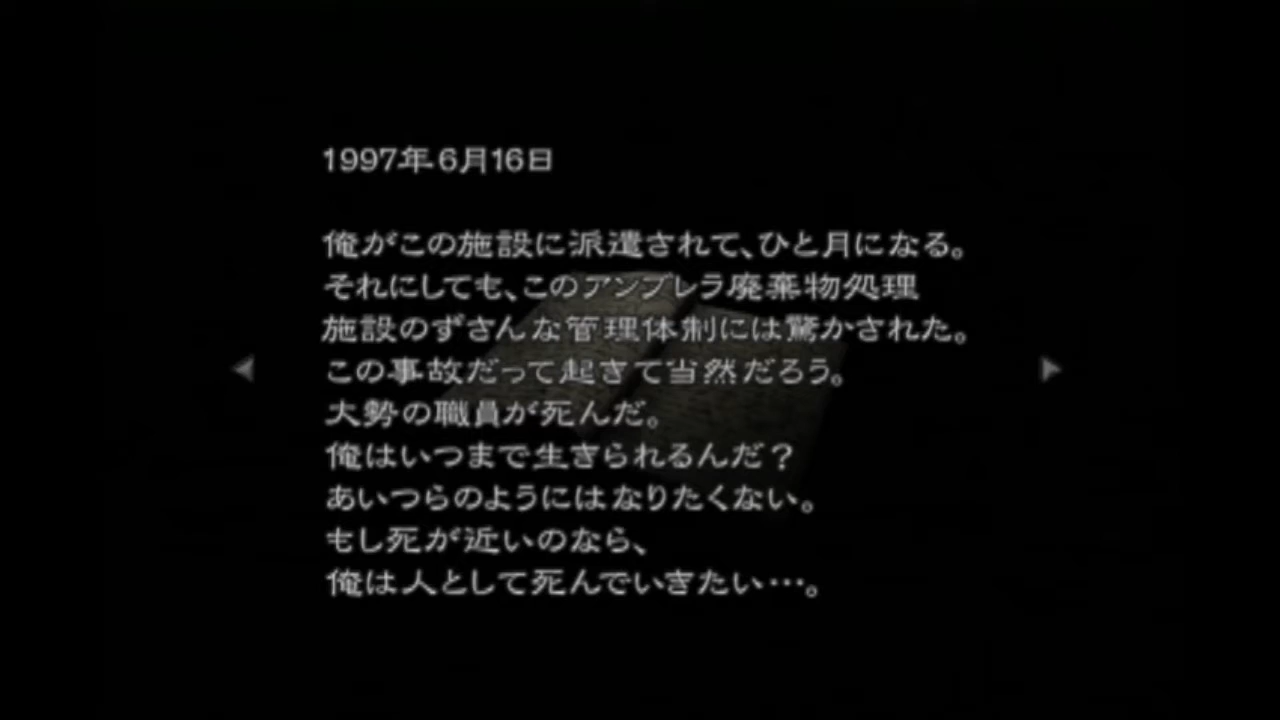 1997年6月16日
俺がこの施設に派遣されて、ひと月になる。
それにしても、このアンブレラ廃棄物処理
施設のずさんな管理体制には驚かされた。
この事故だって起きて当然だろう。
大勢の職員が死んだ。
俺はいつまで生きられるんだ？
あいつらのようにはなりたくない。
もし死が近いのなら、
俺は人として死んでいきたい…。